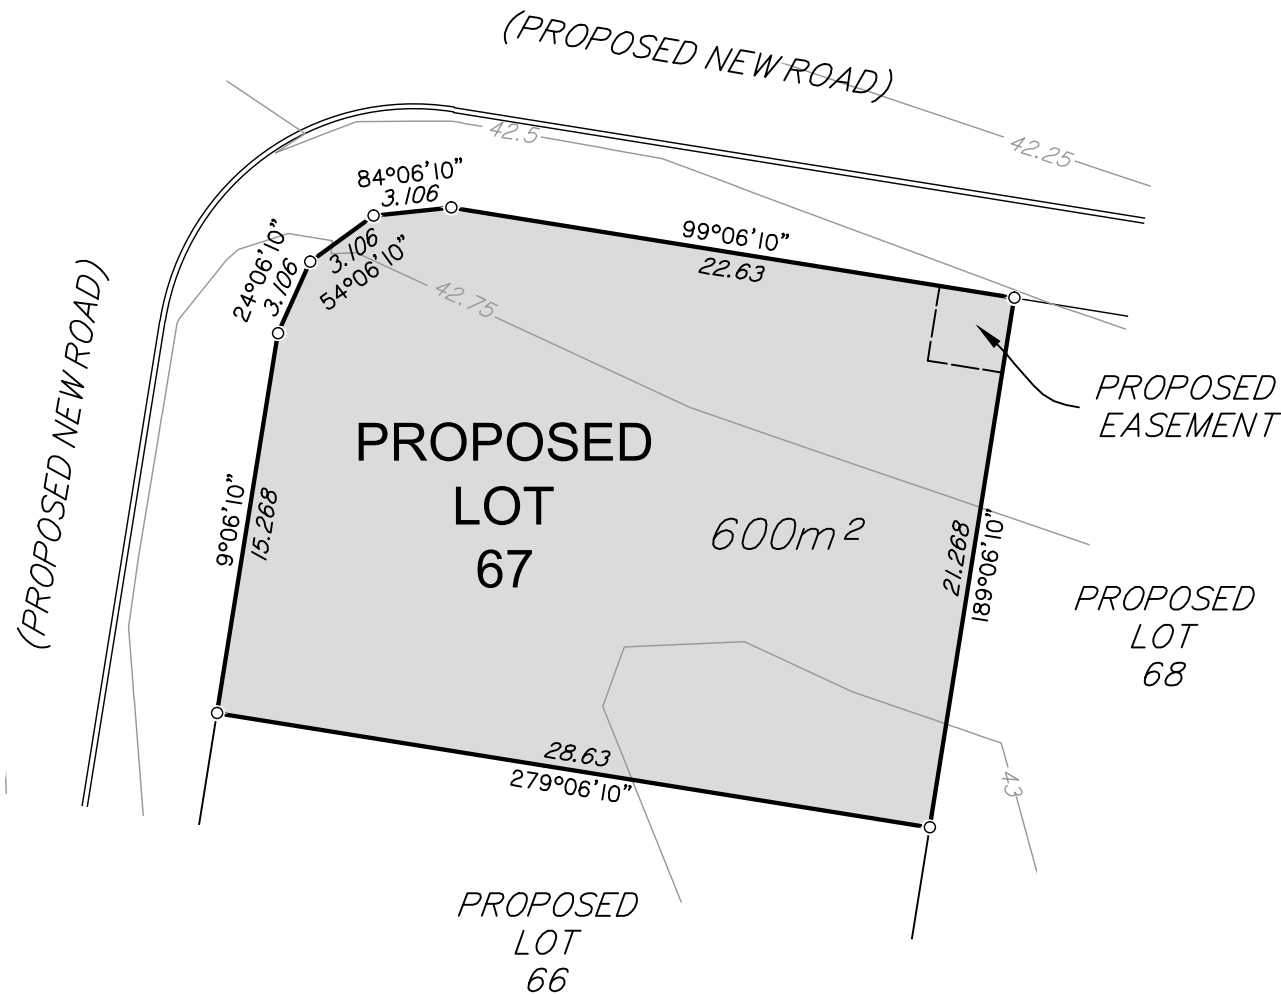 (PROPOSED NEW ROAD)
42.5
42.25
84°06'10"
3.106
99°06'10"
22.63
24°06'10"
3.106
3.106
54°06'10"
42.75
(PROPOSED NEW ROAD)
PROPOSED
EASEMENT
PROPOSED
LOT
67
600m²
9°06'10"
15.268
21.268
189°06'10"
PROPOSED
LOT
68
28.63
279°06'10"
43
PROPOSED
LOT
66